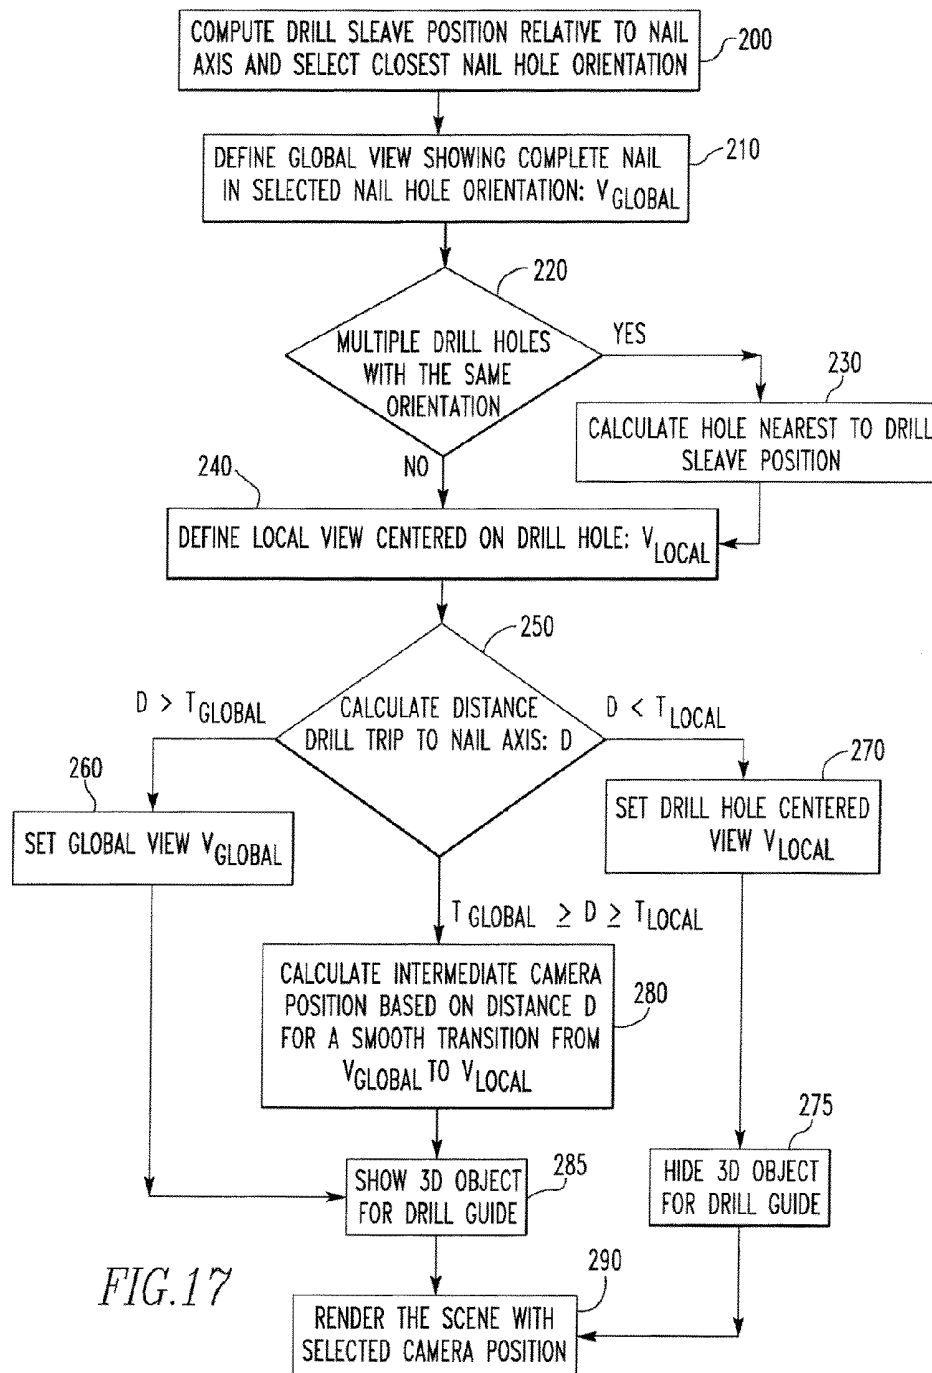 COMPUTE DRILL SLEAVE POSITION RELATIVE TO NAIL
AXIS AND SELECT CLOSEST NAIL HOLE ORIENTATION
200
DEFINE GLOBAL VIEW SHOWING COMPLETE NAIL
IN SELECTED NAIL HOLE ORIENTATION: VGLOBAL
210
220
MULTIPLE DRILL HOLES
WITH THE SAME
ORIENTATION
YES
230
CALCULATE HOLE NEAREST TO DRILL
SLEAVE POSITION
NO
240
DEFINE LOCAL VIEW CENTERED ON DRILL HOLE: VLOCAL
250
CALCULATE DISTANCE
DRILL TRIP TO NAIL AXIS: D
D > TGLOBAL
D < TLOCAL
260
SET GLOBAL VIEW VGLOBAL
270
SET DRILL HOLE CENTERED
VIEW VLOCAL
TGLOBAL ≥ D ≥ TLOCAL
CALCULATE INTERMEDIATE CAMERA
POSITION BASED ON DISTANCE D
FOR A SMOOTH TRANSITION FROM
VGLOBAL TO VLOCAL
280
275
HIDE 3D OBJECT
FOR DRILL GUIDE
285
SHOW 3D OBJECT
FOR DRILL GUIDE
290
RENDER THE SCENE WITH
SELECTED CAMERA POSITION
FIG.17